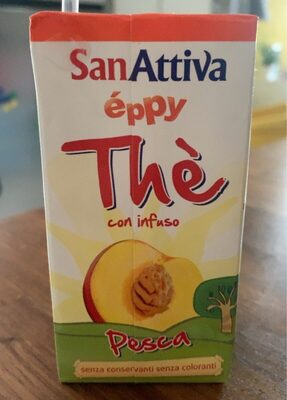 SanAttiva
éppy
Thè
con infuso
Pesca
senza conservanti senza coloranti